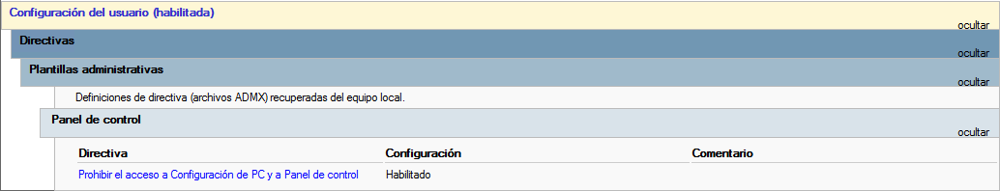 Configuración del usuario (habilitada)
ocultar
Directivas
ocultar
Plantillas administrativas
ocultar
Definiciones de directiva (archivos ADMX) recuperadas del equipo local.
Panel de control
ocultar
Directiva Configuración Comentario
Prohibir el acceso a Configuración de PC y a Panel de control Habilitado